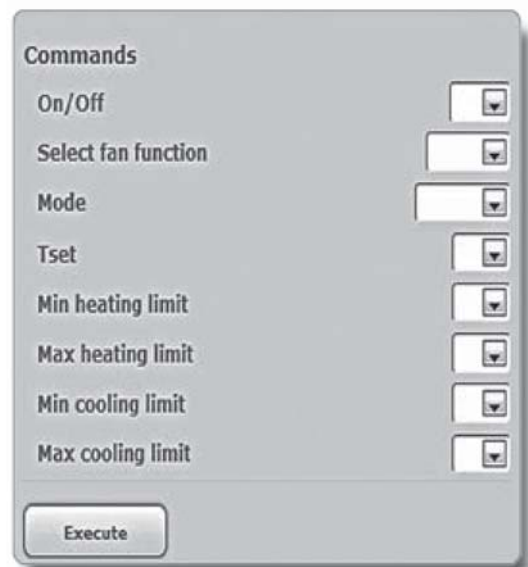 Commands
On/Off
Select fan function
Mode
Tset
Min heating limit
Max heating limit
Min cooling limit
Max cooling limit
Execute